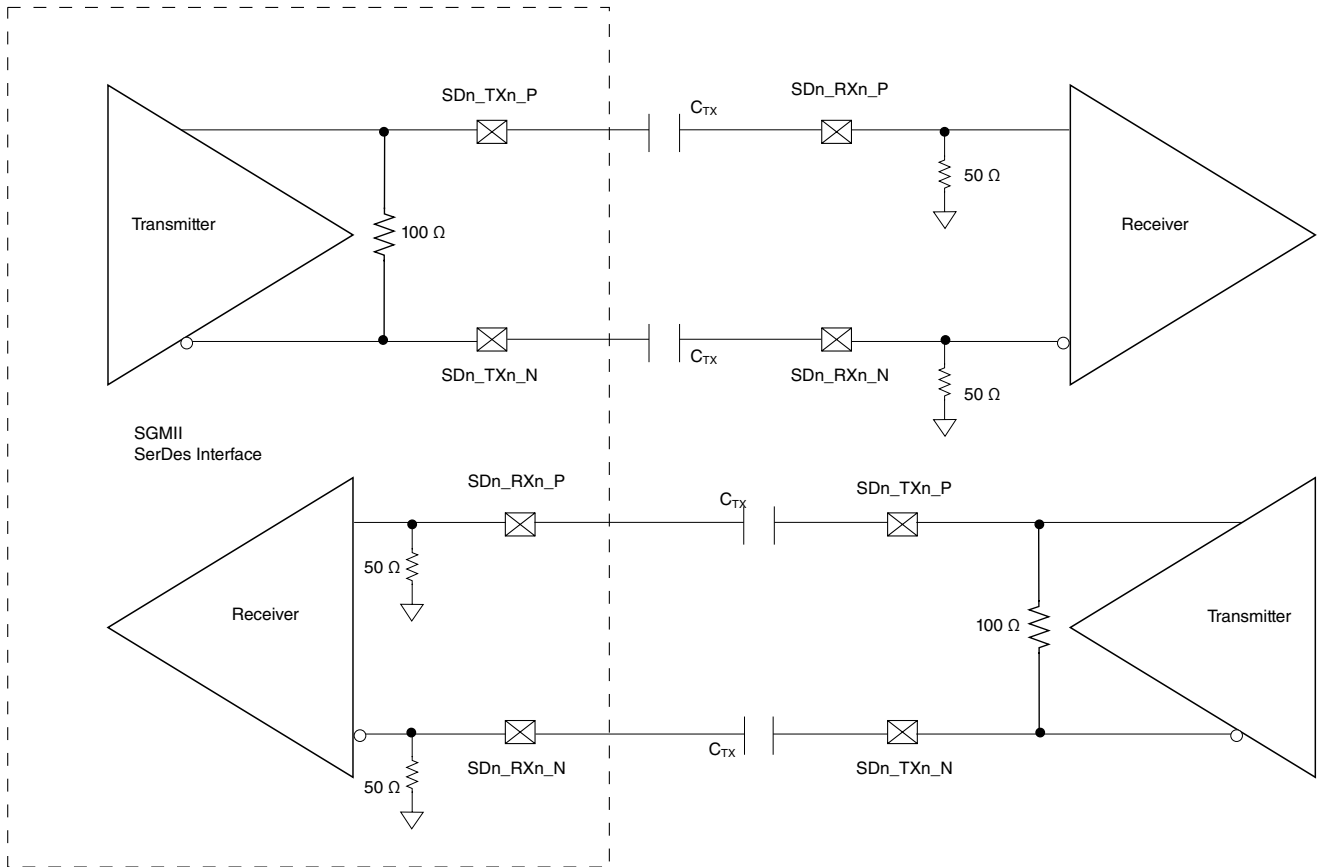 SDn_TXn_P
C_TX
SDn_RXn_P
50 Ω
Transmitter
100 Ω
Receiver
SDn_TXn_N
C_TX
SDn_RXn_N
50 Ω
SGMII
SerDes Interface
SDn_RXn_P
C_TX
SDn_TXn_P
50 Ω
Receiver
100 Ω
Transmitter
SDn_RXn_N
C_TX
SDn_TXn_N
50 Ω